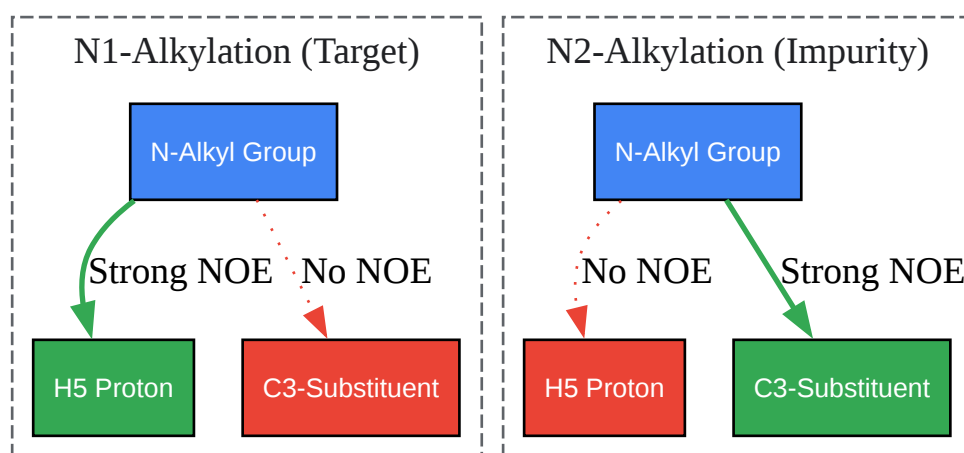 N1-Alkylation (Target)
N-Alkyl Group
Strong NOE
No NOE
H5 Proton
C3-Substituent
N2-Alkylation (Impurity)
N-Alkyl Group
No NOE
Strong NOE
H5 Proton
C3-Substituent